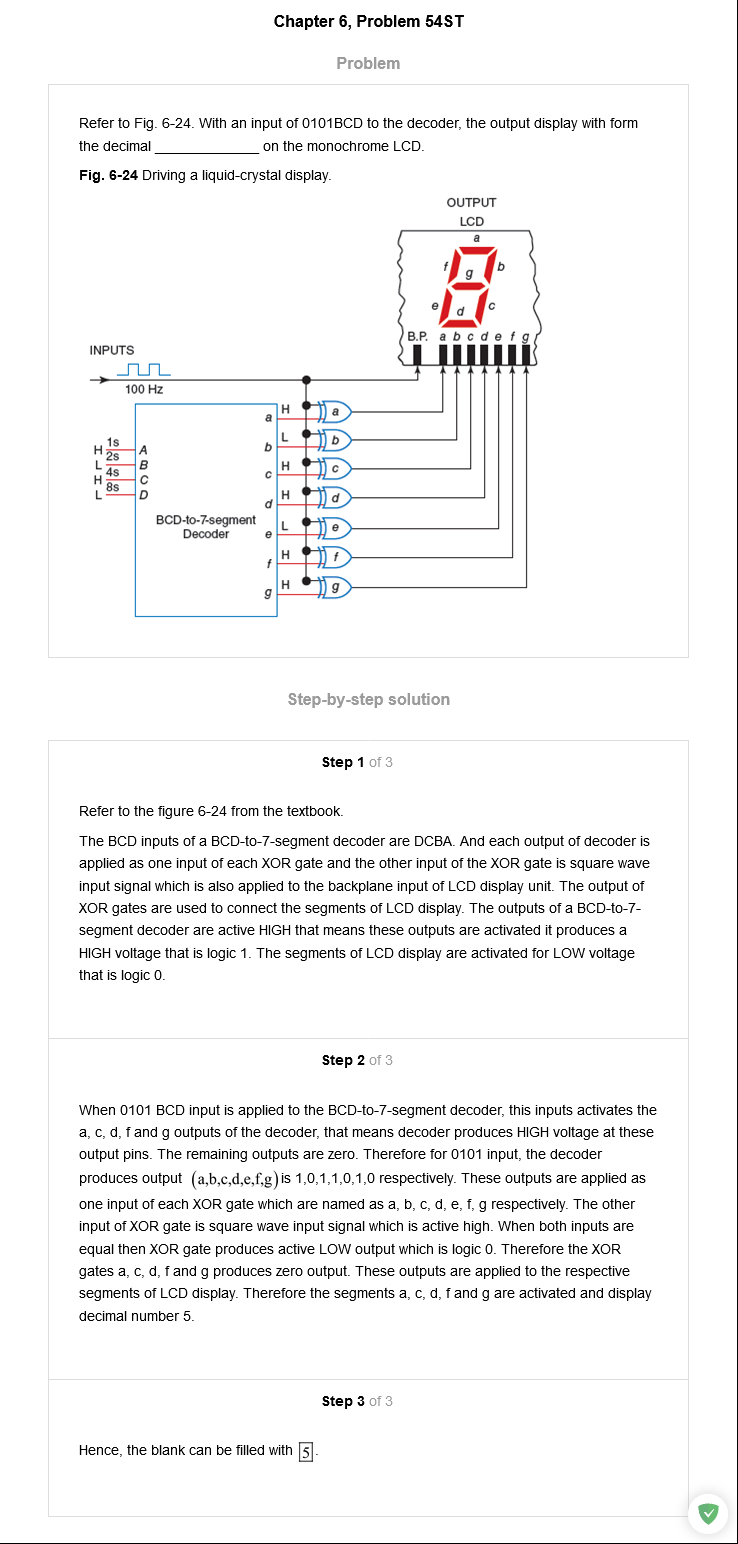 Chapter 6, Problem 54ST
Problem
Refer to Fig. 6-24. With an input of 0101BCD to the decoder, the output display with form
the decimal ______________ on the monochrome LCD.
Fig. 6-24 Driving a liquid-crystal display.
OUTPUT
LCD
a
f g b
e d c
B.P. a b c d e f g
INPUTS
100 Hz
H 1s A
L 2s B
H 4s C
L 8s D
BCD-to-7-segment
Decoder
a H a
b L b
c H c
d H d
e L e
f H f
g H g
Step-by-step solution
Step 1 of 3
Refer to the figure 6-24 from the textbook.
The BCD inputs of a BCD-to-7-segment decoder are DCBA. And each output of decoder is
applied as one input of each XOR gate and the other input of the XOR gate is square wave
input signal which is also applied to the backplane input of LCD display unit. The output of
XOR gates are used to connect the segments of LCD display. The outputs of a BCD-to-7-
segment decoder are active HIGH that means these outputs are activated it produces a
HIGH voltage that is logic 1. The segments of LCD display are activated for LOW voltage
that is logic 0.
Step 2 of 3
When 0101 BCD input is applied to the BCD-to-7-segment decoder, this inputs activates the
a, c, d, f and g outputs of the decoder, that means decoder produces HIGH voltage at these
output pins. The remaining outputs are zero. Therefore for 0101 input, the decoder
produces output (a,b,c,d,e,f,g) is 1,0,1,1,0,1,0 respectively. These outputs are applied as
one input of each XOR gate which are named as a, b, c, d, e, f, g respectively. The other
input of XOR gate is square wave input signal which is active high. When both inputs are
equal then XOR gate produces active LOW output which is logic 0. Therefore the XOR
gates a, c, d, f and g produces zero output. These outputs are applied to the respective
segments of LCD display. Therefore the segments a, c, d, f and g are activated and display
decimal number 5.
Step 3 of 3
Hence, the blank can be filled with 5.